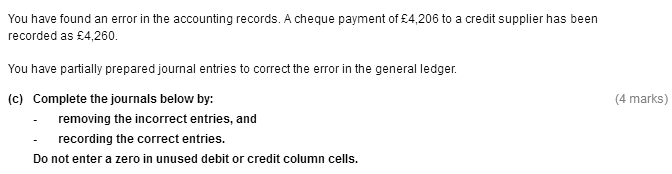 You have found an error in the accounting records. A cheque payment of £4,206 to a credit supplier has been
recorded as £4,260.
You have partially prepared journal entries to correct the error in the general ledger.
(c) Complete the journals below by: (4 marks)
- removing the incorrect entries, and
- recording the correct entries.
Do not enter a zero in unused debit or credit column cells.